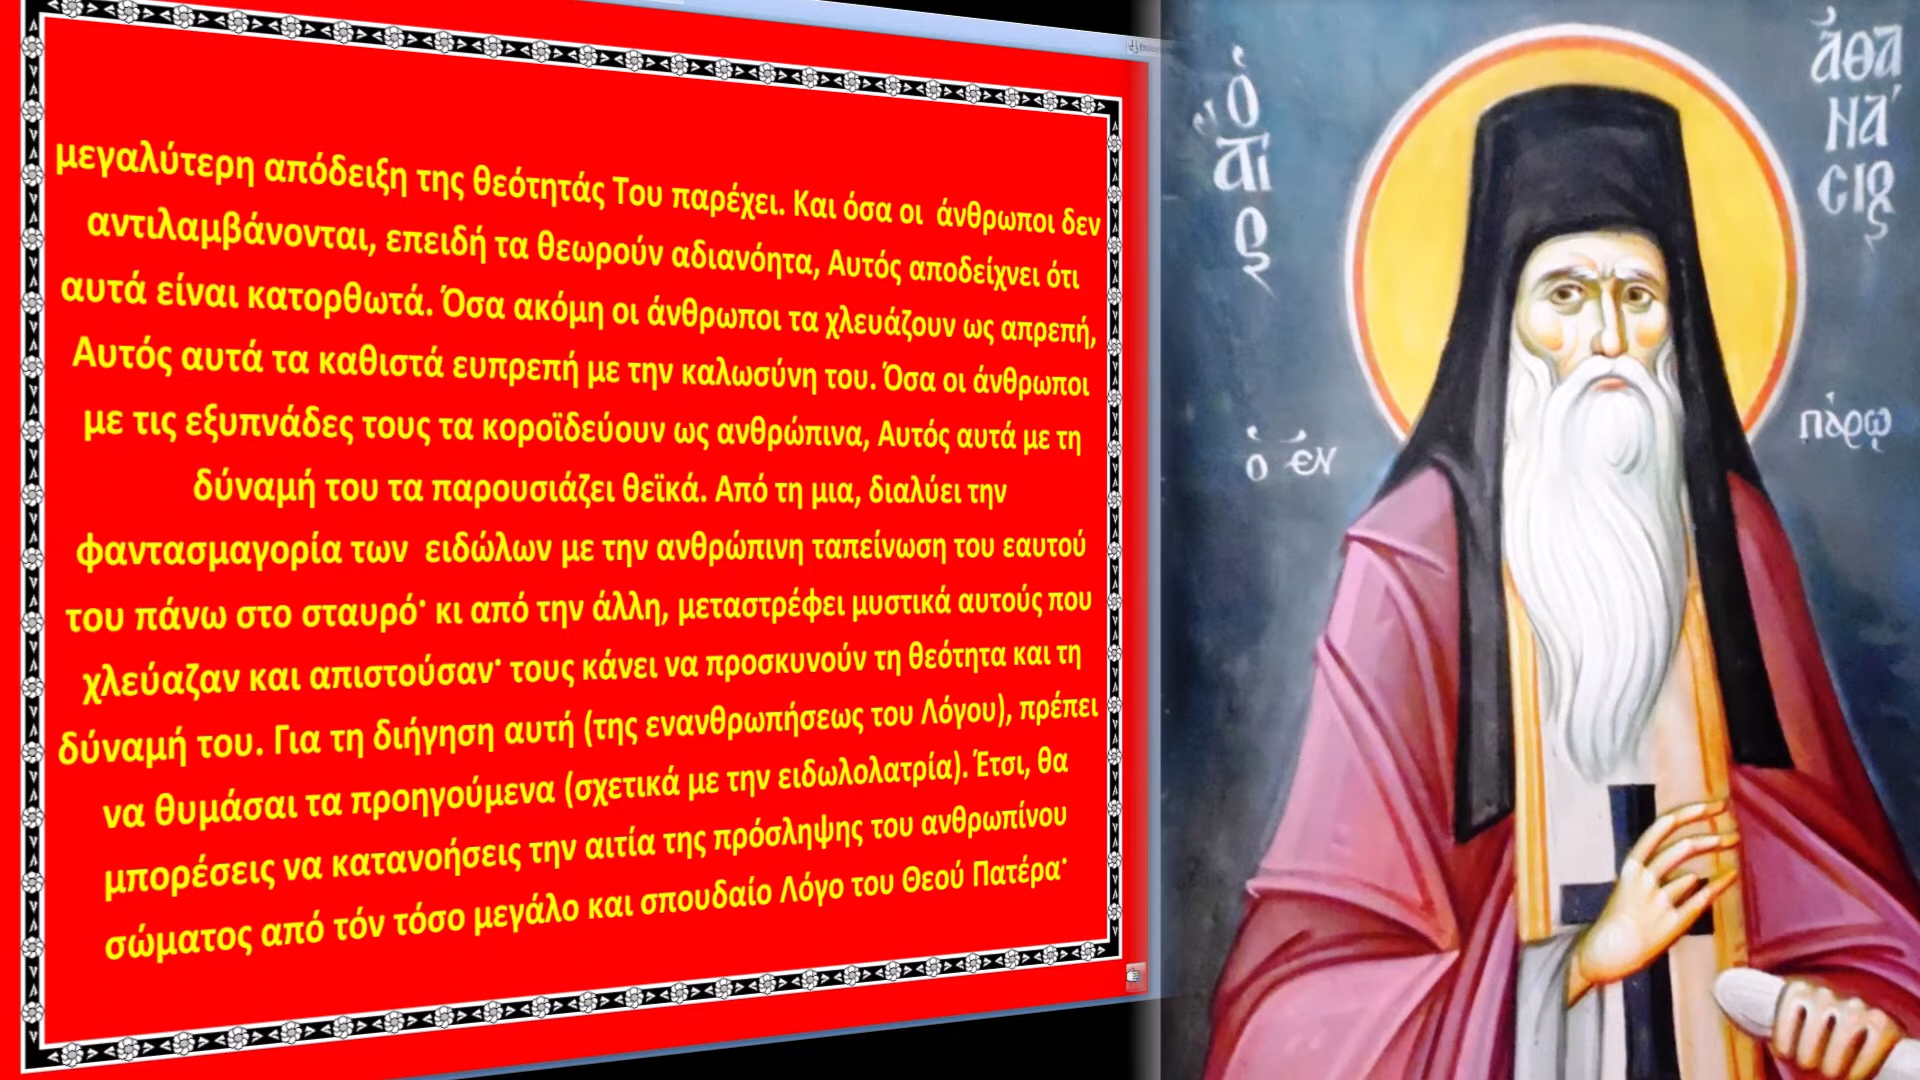 μεγαλύτερη απόδειξη της θεότητάς Του παρέχει. Και όσα οι άνθρωποι δεν
αντιλαμβάνονται, επειδή τα θεωρούν αδιανόητα, Αυτός αποδείχνει ότι
αυτά είναι κατορθωτά. Όσα ακόμη οι άνθρωποι τα χλευάζουν ως απρεπή,
Αυτός αυτά τα καθιστά ευπρεπή με την καλωσύνη του. Όσα οι άνθρωποι
με τις εξυπνάδες τους τα κοροϊδεύουν ως ανθρώπινα, Αυτός αυτά με τη
δύναμή του τα παρουσιάζει θεϊκά. Από τη μια, διαλύει την
φαντασμαγορία των ειδώλων με την ανθρώπινη ταπείνωση του εαυτού
του πάνω στο σταυρό· κι από την άλλη, μεταστρέφει μυστικά αυτούς που
χλεύαζαν και απιστούσαν· τους κάνει να προσκυνούν τη θεότητα και τη
δύναμή του. Για τη διήγηση αυτή (της ενανθρωπήσεως του Λόγου), πρέπει
να θυμάσαι τα προηγούμενα (σχετικά με την ειδωλολατρία). Έτσι, θα
μπορέσεις να κατανοήσεις την αιτία της πρόσληψης του ανθρωπίνου
σώματος από τόν τόσο μεγάλο και σπουδαίο Λόγο του Θεού Πατέρα·
ἀθα
να
σιος
ὁ ἐν
πάρῳ